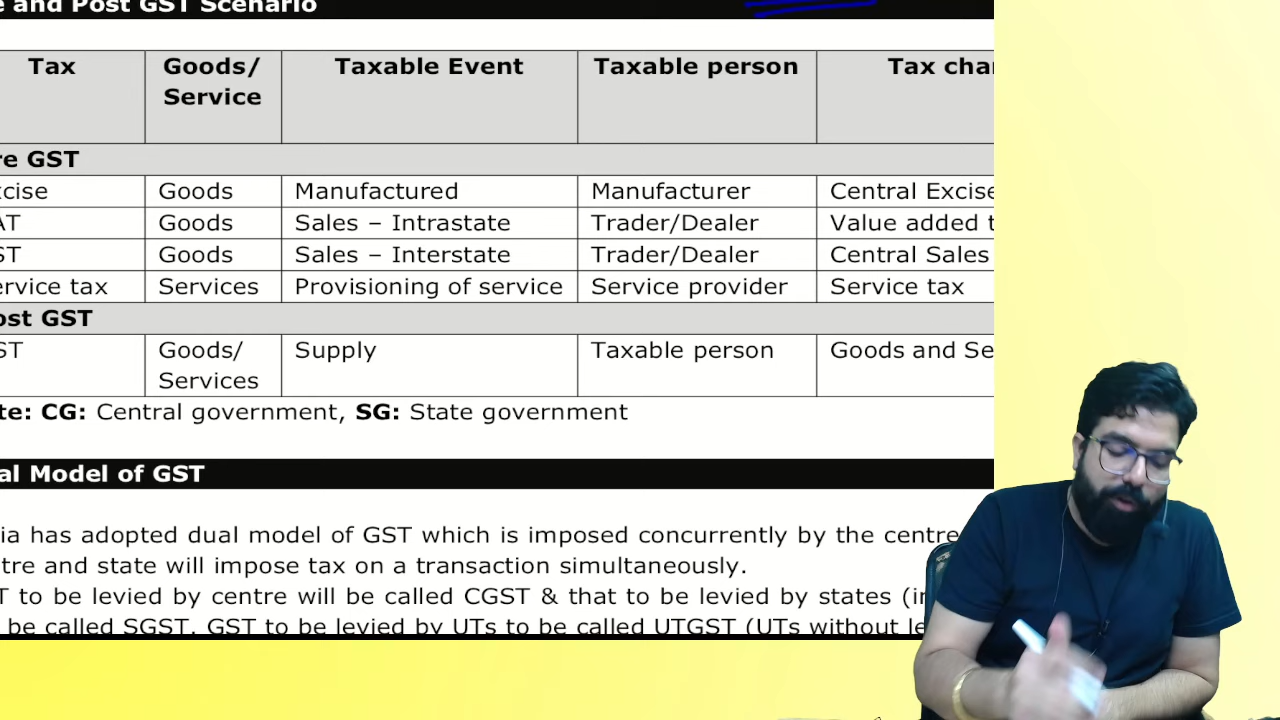 e and Post GST Scenario
Tax Goods/ Taxable Event Taxable person Tax char
Service
re GST
cise Goods Manufactured Manufacturer Central Excise
AT Goods Sales – Intrastate Trader/Dealer Value added t
ST Goods Sales – Interstate Trader/Dealer Central Sales
ervice tax Services Provisioning of service Service provider Service tax
ost GST
ST Goods/ Supply Taxable person Goods and Se
Services
te: CG: Central government, SG: State government
al Model of GST
ia has adopted dual model of GST which is imposed concurrently by the centre
tre and state will impose tax on a transaction simultaneously.
T to be levied by centre will be called CGST & that to be levied by states (in
be called SGST. GST to be levied by UTs to be called UTGST (UTs without le